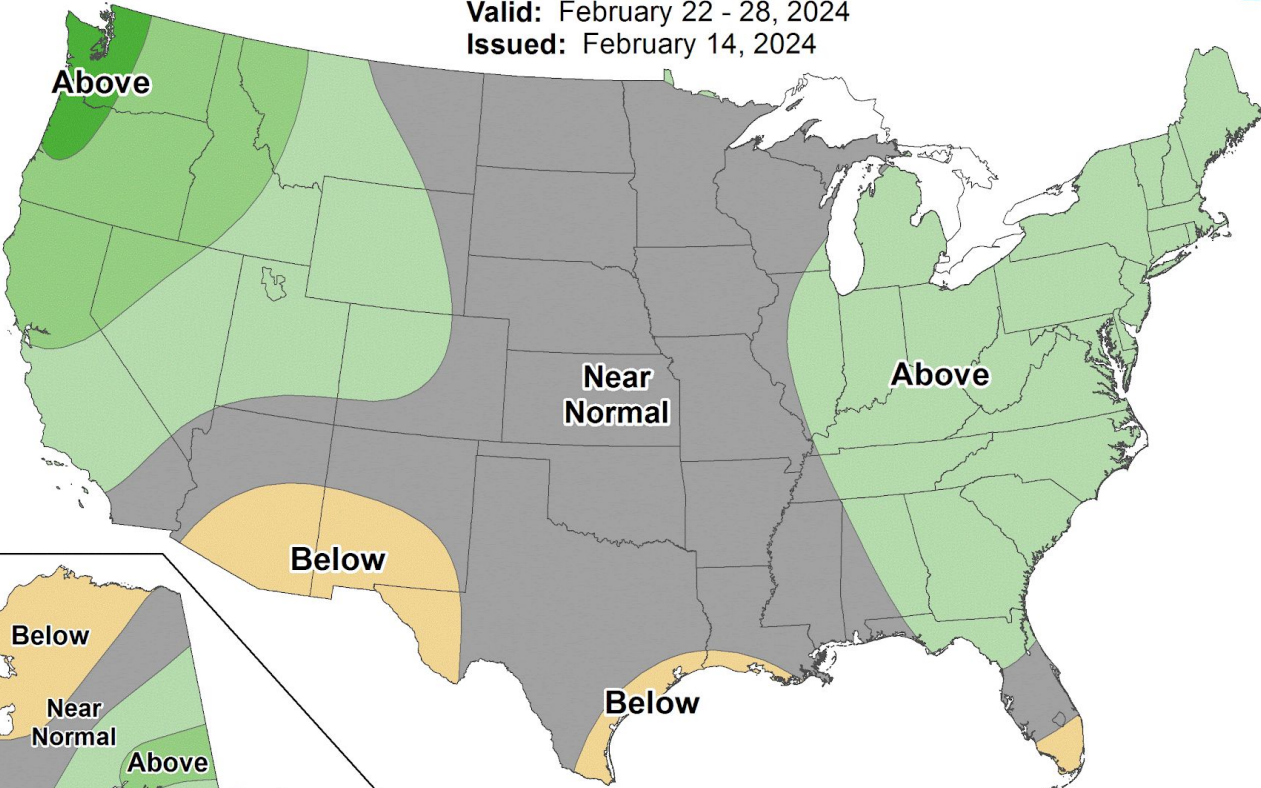 Valid: February 22 - 28, 2024
Issued: February 14, 2024
Above
Near
Normal
Above
Below
Below
Below
Near
Normal
Above